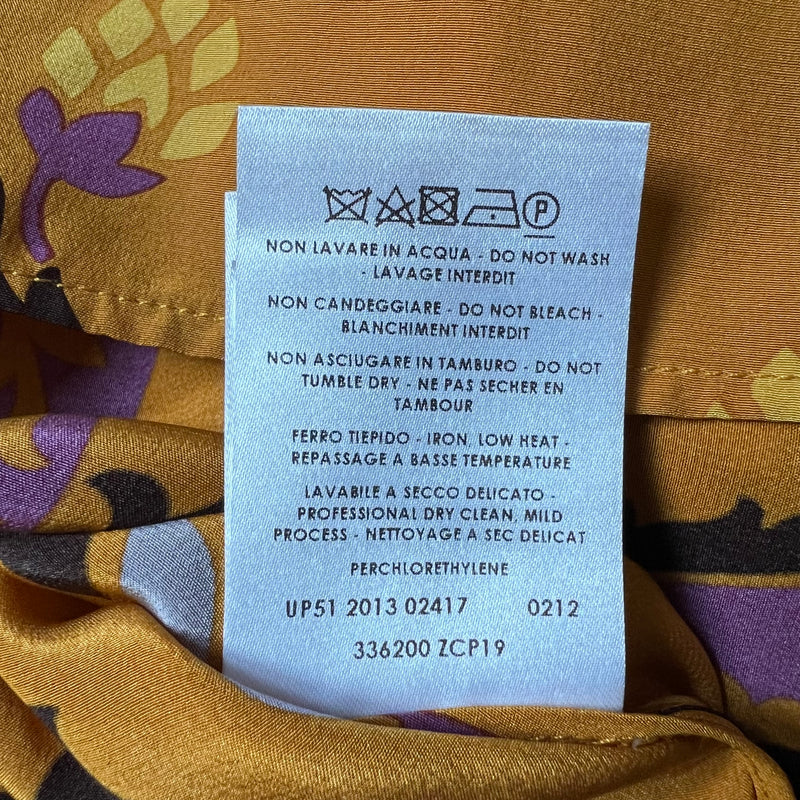 P
NON LAVARE IN ACQUA - DO NOT WASH
- LAVAGE INTERDIT
NON CANDEGGIARE - DO NOT BLEACH -
BLANCHIMENT INTERDIT
NON ASCIUGARE IN TAMBURO - DO NOT
TUMBLE DRY - NE PAS SECHER EN
TAMBOUR
FERRO TIEPIDO - IRON, LOW HEAT -
REPASSAGE A BASSE TEMPERATURE
LAVABILE A SECCO DELICATO -
PROFESSIONAL DRY CLEAN, MILD
PROCESS - NETTOYAGE A SEC DELICAT
PERCHLORETHYLENE
UP51 2013 02417 0212
336200 ZCP19